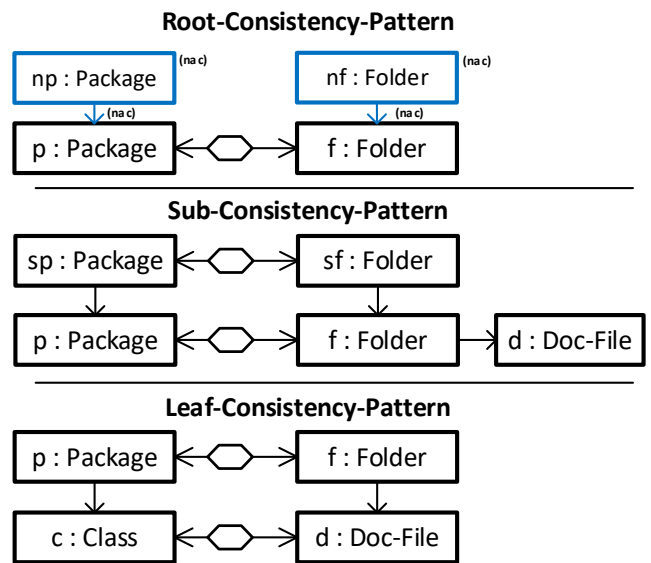 Root-Consistency-Pattern
np : Package (nac) nf : Folder (nac)
(nac) (nac)
p : Package f : Folder
Sub-Consistency-Pattern
sp : Package sf : Folder
p : Package f : Folder d : Doc-File
Leaf-Consistency-Pattern
p : Package f : Folder
c : Class d : Doc-File